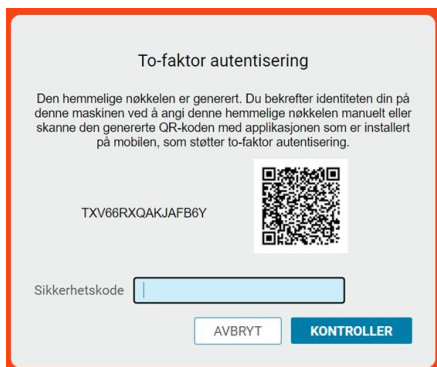 To-faktor autentisering
Den hemmelige nøkkelen er generert. Du bekrefter identiteten din på
denne maskinen ved å angi denne hemmelige nøkkelen manuelt eller
skanne den genererte QR-koden med applikasjonen som er installert
på mobilen, som støtter to-faktor autentisering.
TXV66RXQAKJAFB6Y
Sikkerhetskode
AVBRYT
KONTROLLER